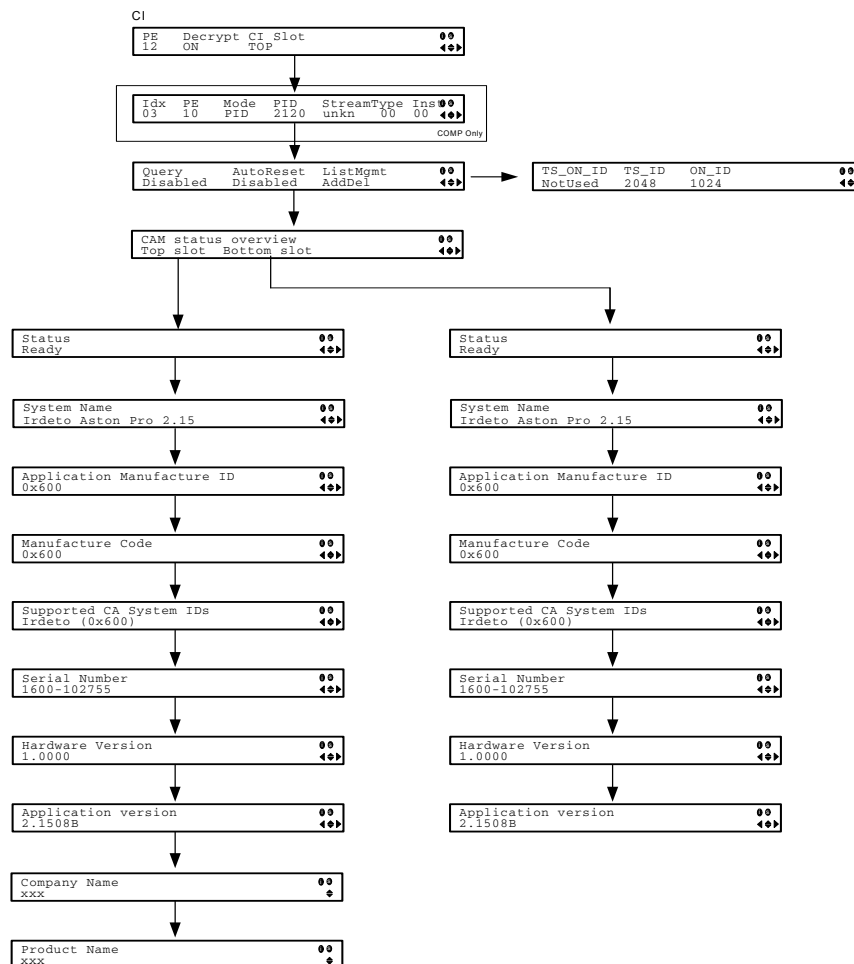 CI
PE Decrypt CI Slot
12 ON TOP
Idx PE Mode PID StreamType Inst
03 10 PID 2120 unkn 00 00
COMP Only
Query AutoReset ListMgmt
Disabled Disabled AddDel
TS_ON_ID TS_ID ON_ID
NotUsed 2048 1024
CAM status overview
Top slot Bottom slot
Status
Ready
System Name
Irdeto Aston Pro 2.15
Application Manufacture ID
0x600
Manufacture Code
0x600
Supported CA System IDs
Irdeto (0x600)
Serial Number
1600-102755
Hardware Version
1.0000
Application version
2.1508B
Company Name
xxx
Product Name
xxx
Status
Ready
System Name
Irdeto Aston Pro 2.15
Application Manufacture ID
0x600
Manufacture Code
0x600
Supported CA System IDs
Irdeto (0x600)
Serial Number
1600-102755
Hardware Version
1.0000
Application version
2.1508B